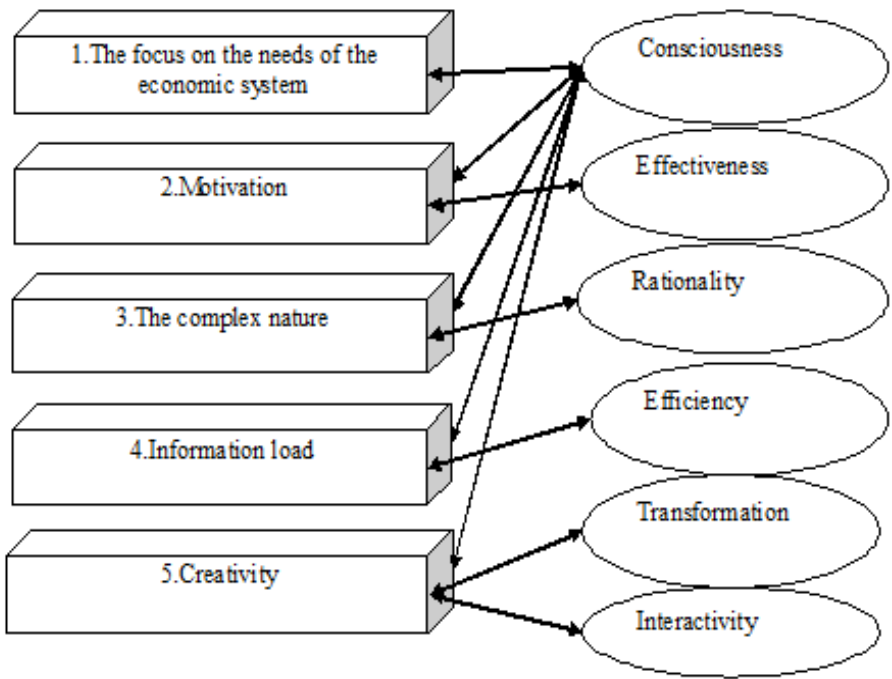 1.The focus on the needs of the
economic system
Consciousness
2.Motivation
Effectiveness
3.The complex nature
Rationality
4.Information load
Efficiency
5.Creativity
Transformation
Interactivity